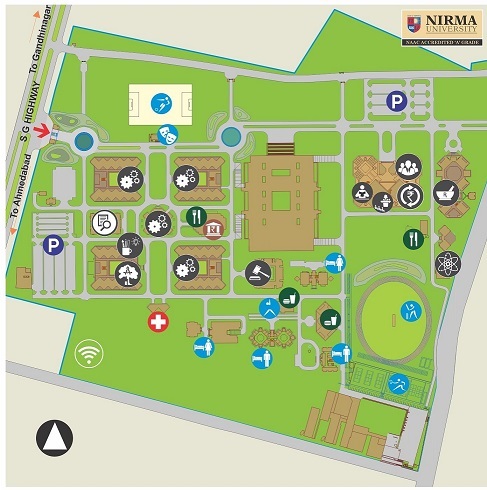 NIRMA
UNIVERSITY
NAAC ACCREDITED 'A' GRADE
To Gandhinagar
S G HIGHWAY
To Ahmedabad
P
P